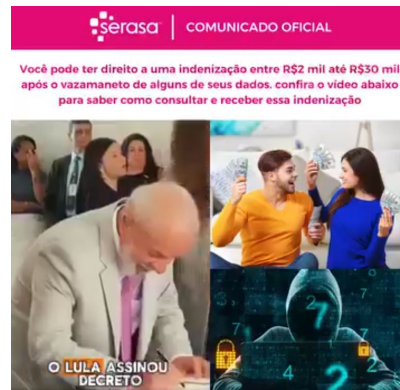 serasa
COMUNICADO OFICIAL
Você pode ter direito a uma indenização entre R$2 mil até R$30 mil
após o vazamaneto de alguns de seus dados. confira o vídeo abaixo
para saber como consultar e receber essa indenização
O LULA ASSINOU
DECRETO